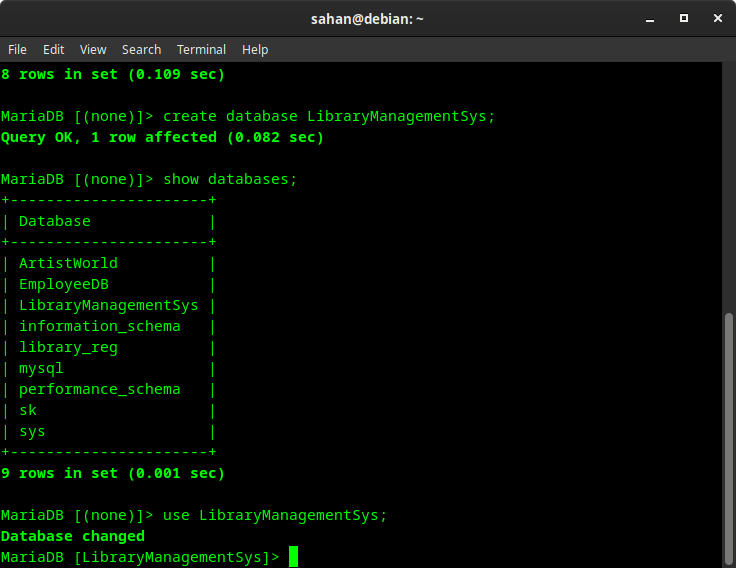 sahan@debian: ~
File Edit View Search Terminal Help
8 rows in set (0.109 sec)
MariaDB [(none)]> create database LibraryManagementSys;
Query OK, 1 row affected (0.082 sec)
MariaDB [(none)]> show databases;
+----------------------+
| Database             |
+----------------------+
| ArtistWorld          |
| EmployeeDB           |
| LibraryManagementSys |
| information_schema   |
| library_reg          |
| mysql                |
| performance_schema   |
| sk                   |
| sys                  |
+----------------------+
9 rows in set (0.001 sec)
MariaDB [(none)]> use LibraryManagementSys;
Database changed
MariaDB [LibraryManagementSys]>